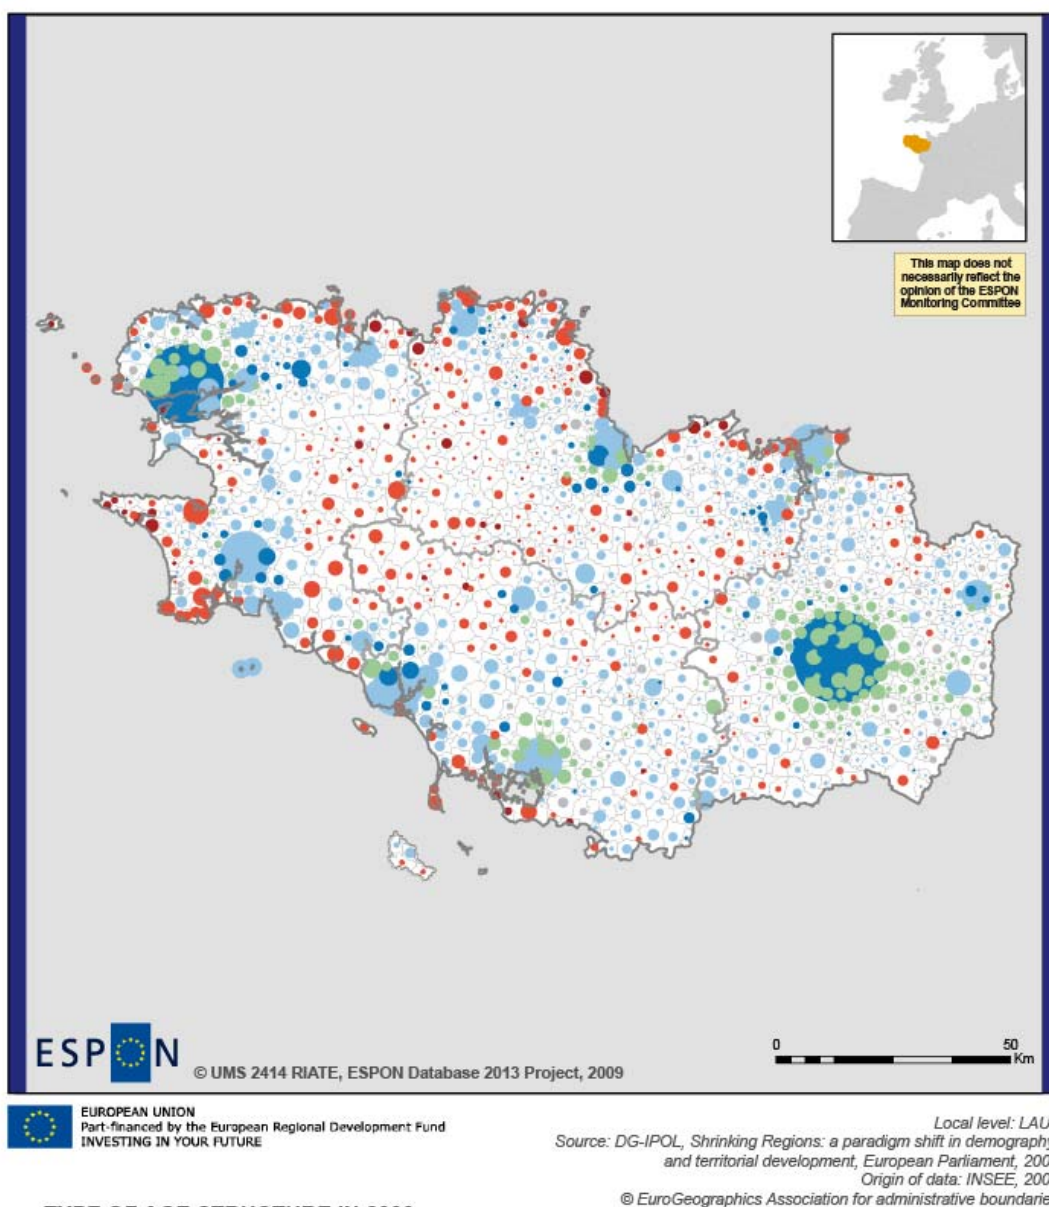 This map does not
necessarily reflect the
opinion of the ESPON
Monitoring Committee
ESPON
© UMS 2414 RIATE, ESPON Database 2013 Project, 2009
0
50
Km
EUROPEAN UNION
Part-financed by the European Regional Development Fund
INVESTING IN YOUR FUTURE
Local level: LAU
Source: DG-IPOL, Shrinking Regions: a paradigm shift in demography
and territorial development, European Parliament, 200
Origin of data: INSEE, 200
© EuroGeographics Association for administrative boundarie